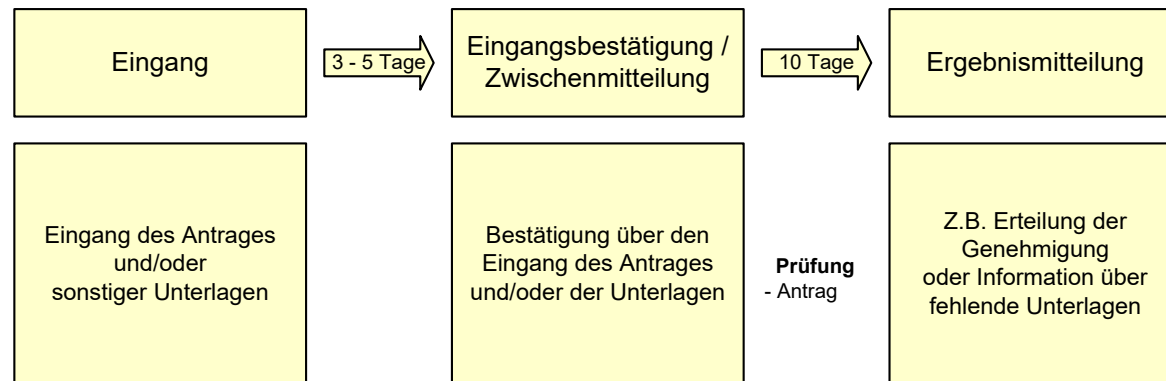 Eingang
3 - 5 Tage
Eingangsbestätigung /
Zwischenmitteilung
10 Tage
Ergebnismitteilung
Eingang des Antrages
und/oder
sonstiger Unterlagen
Bestätigung über den
Eingang des Antrages
und/oder der Unterlagen
Prüfung
- Antrag
Z.B. Erteilung der
Genehmigung
oder Information über
fehlende Unterlagen